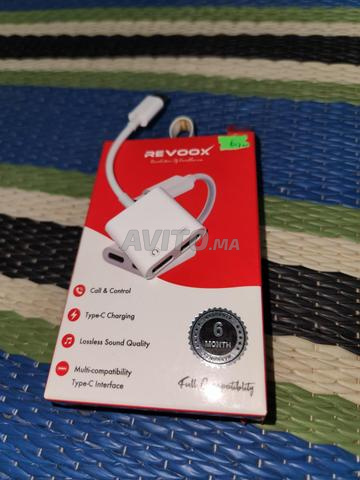 REVOOX
Revolution Of Excellence
AVITO.MA
Call & Control
Type-C Charging
Lossless Sound Quality
Multi-compatibility
Type-C Interface
6
MONTH
Full Compatiblity